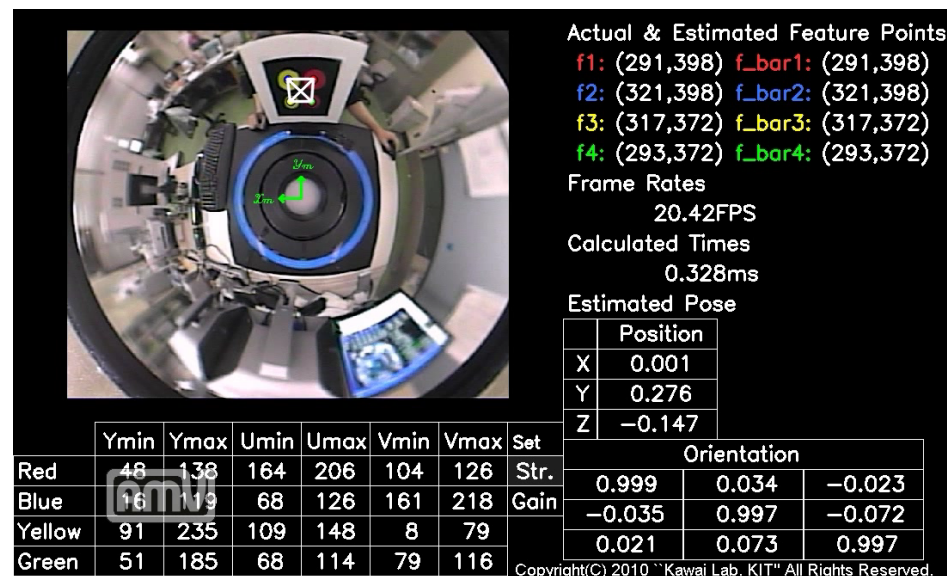 Actual & Estimated Feature Points
f1: (291,398) f_bar1: (291,398)
f2: (321,398) f_bar2: (321,398)
f3: (317,372) f_bar3: (317,372)
f4: (293,372) f_bar4: (293,372)
Frame Rates
20.42FPS
Calculated Times
0.328ms
Estimated Pose
Position
X 0.001
Y 0.276
Z −0.147
Orientation
0.999 0.034 −0.023
−0.035 0.997 −0.072
0.021 0.073 0.997
Ym
Xm
Ymin Ymax Umin Umax Vmin Vmax Set
Red 48 138 164 206 104 126 Str.
Blue 16 119 68 126 161 218 Gain
Yellow 91 235 109 148 8 79
Green 51 185 68 114 79 116
AMV
Copyright(C) 2010 ``Kawai Lab. KIT'' All Rights Reserved.